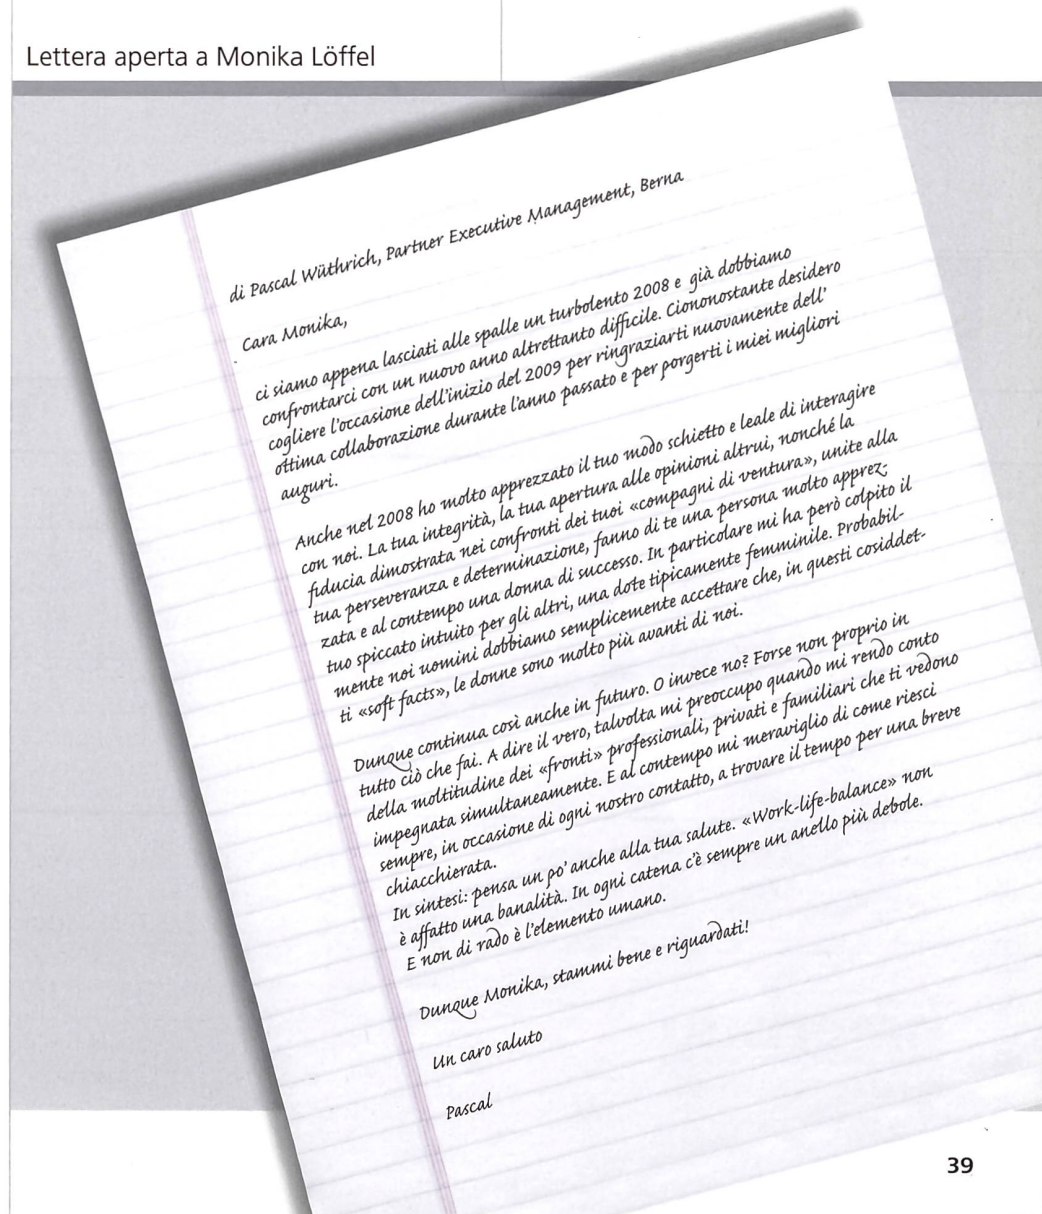 Lettera aperta a Monika Löffel
di Pascal Wüthrich, Partner Executive Management, Berna
Cara Monika,
ci siamo appena lasciati alle spalle un turbolento 2008 e già dobbiamo
confrontarci con un nuovo anno altrettanto difficile. Ciononostante desidero
cogliere l'occasione dell'inizio del 2009 per ringraziarti nuovamente dell'
ottima collaborazione durante l'anno passato e per porgerti i miei migliori
auguri.
Anche nel 2008 ho molto apprezzato il tuo modo schietto e leale di interagire
con noi. La tua integrità, la tua apertura alle opinioni altrui, nonché la
fiducia dimostrata nei confronti dei tuoi «compagni di ventura», unite alla
tua perseveranza e determinazione, fanno di te una persona molto apprez-
zata e al contempo una donna di successo. In particolare mi ha però colpito il
tuo spiccato intuito per gli altri, una dote tipicamente femminile. Probabil-
mente noi uomini dobbiamo semplicemente accettare che, in questi cosiddet-
ti «soft facts», le donne sono molto più avanti di noi.
Dunque continua così anche in futuro. O invece no? Forse non proprio in
tutto ciò che fai. A dire il vero, talvolta mi preoccupo quando mi rendo conto
della moltitudine dei «fronti» professionali, privati e familiari che ti vedono
impegnata simultaneamente. E al contempo mi meraviglio di come riesci
sempre, in occasione di ogni nostro contatto, a trovare il tempo per una breve
chiacchierata.
In sintesi: pensa un po' anche alla tua salute. «Work-life-balance» non
è affatto una banalità. In ogni catena c'è sempre un anello più debole.
E non di rado è l'elemento umano.
Dunque Monika, stammi bene e riguardati!
Un caro saluto
Pascal
39